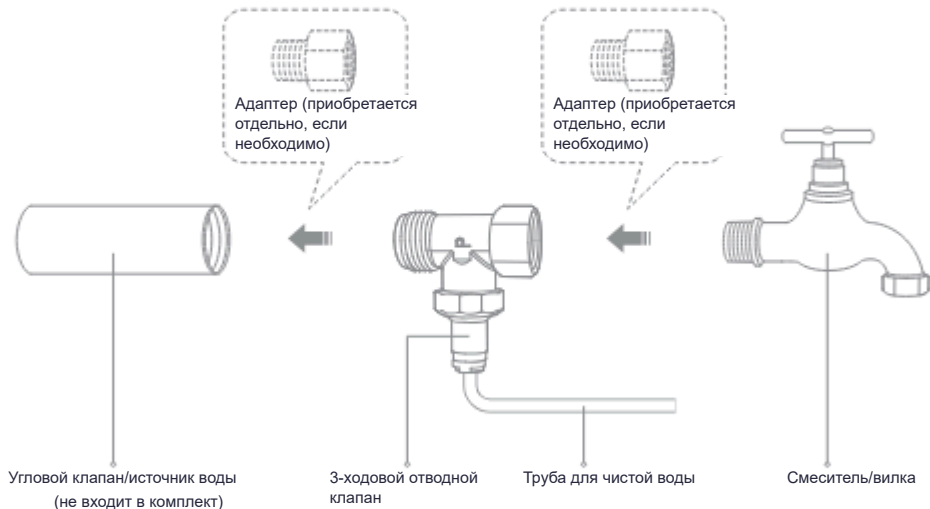 Адаптер (приобретается
отдельно, если
необходимо)
Адаптер (приобретается
отдельно, если
необходимо)
Угловой клапан/источник воды
(не входит в комплект)
3-ходовой отводной
клапан
Труба для чистой воды
Смеситель/вилка